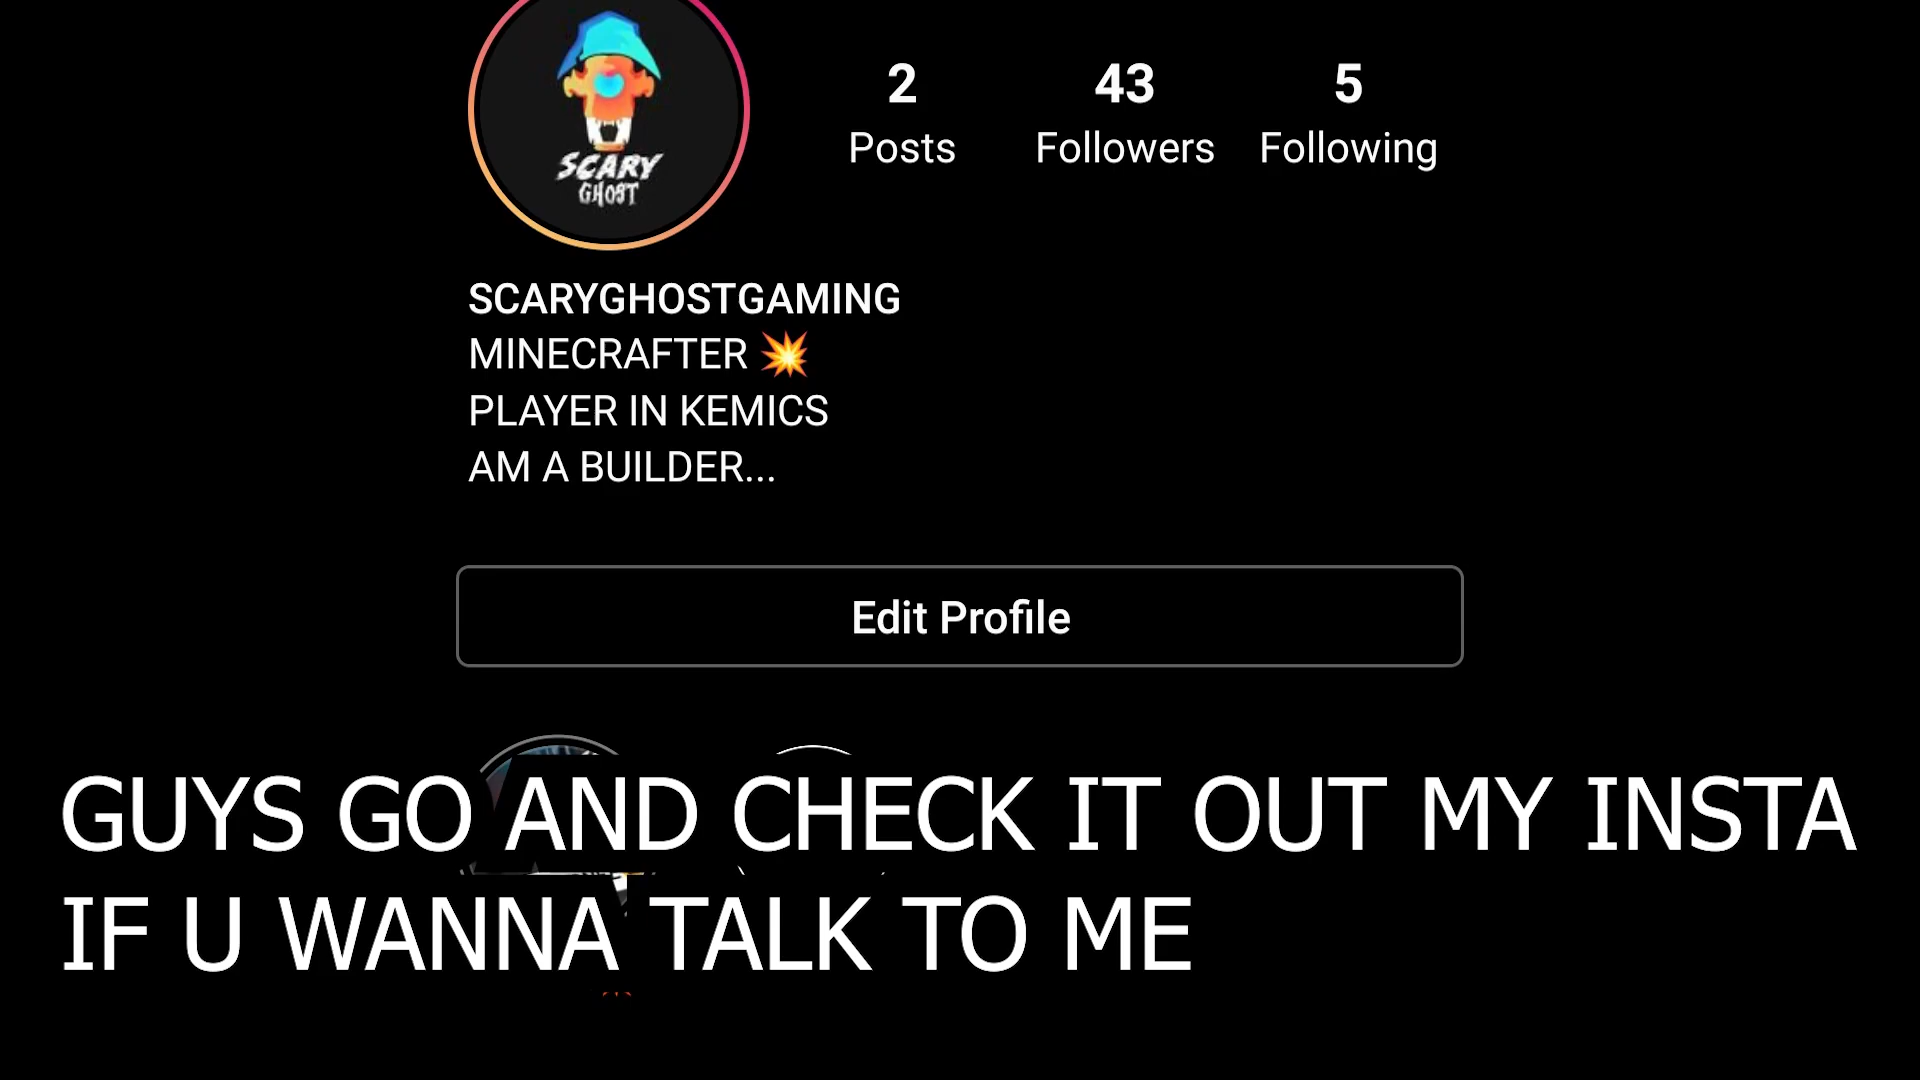 SCARY
GHOST
2 43 5
Posts Followers Following
SCARYGHOSTGAMING
MINECRAFTER 💥
PLAYER IN KEMICS
AM A BUILDER...
Edit Profile
GUYS GO AND CHECK IT OUT MY INSTA
IF U WANNA TALK TO ME